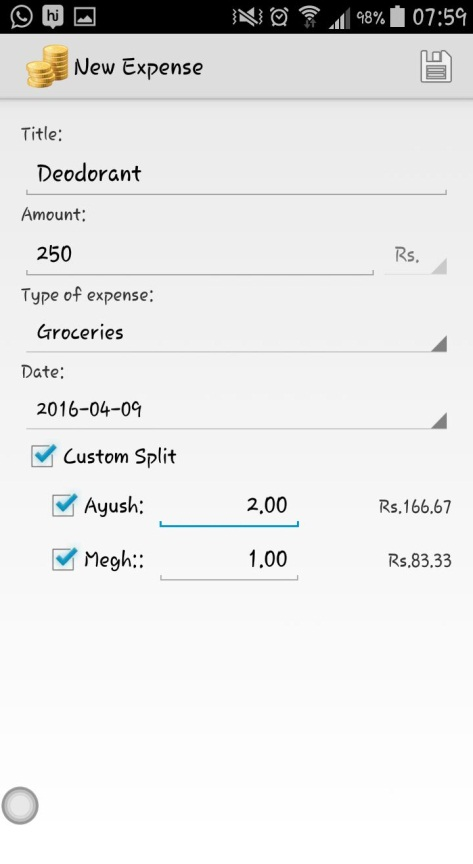 hi 98% 07:59
New Expense
Title:
Deodorant
Amount:
250 Rs.
Type of expense:
Groceries
Date:
2016-04-09
Custom Split
Ayush: 2.00 Rs.166.67
Megh:: 1.00 Rs.83.33